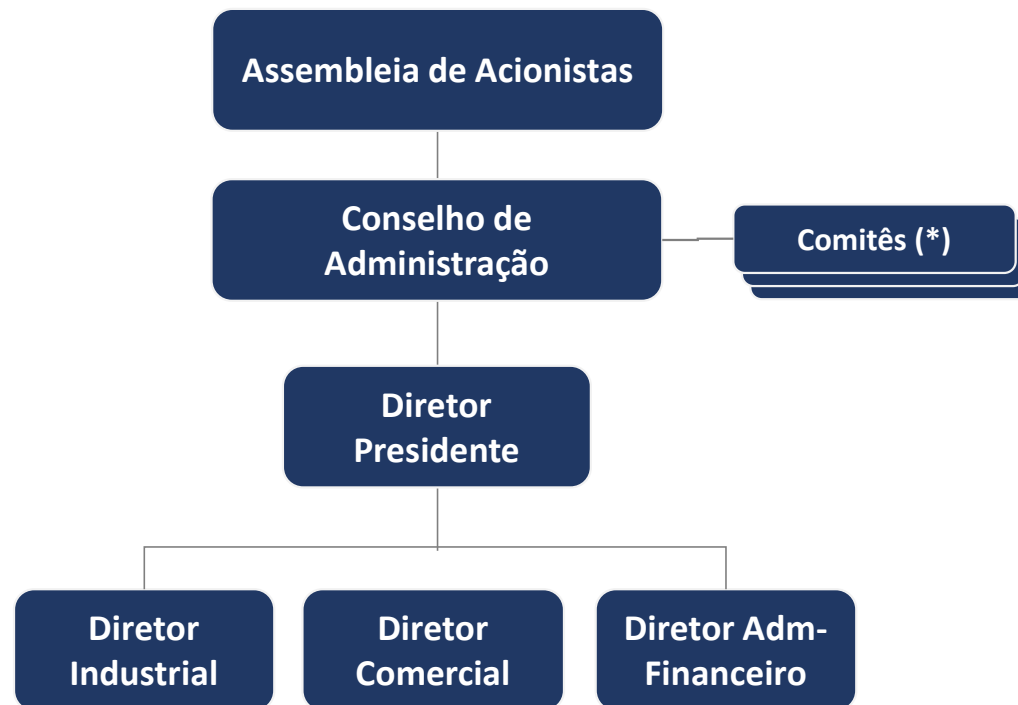 Assembleia de Acionistas
Conselho de
Administração
Comitês (*)
Diretor
Presidente
Diretor
Industrial
Diretor
Comercial
Diretor Adm-
Financeiro